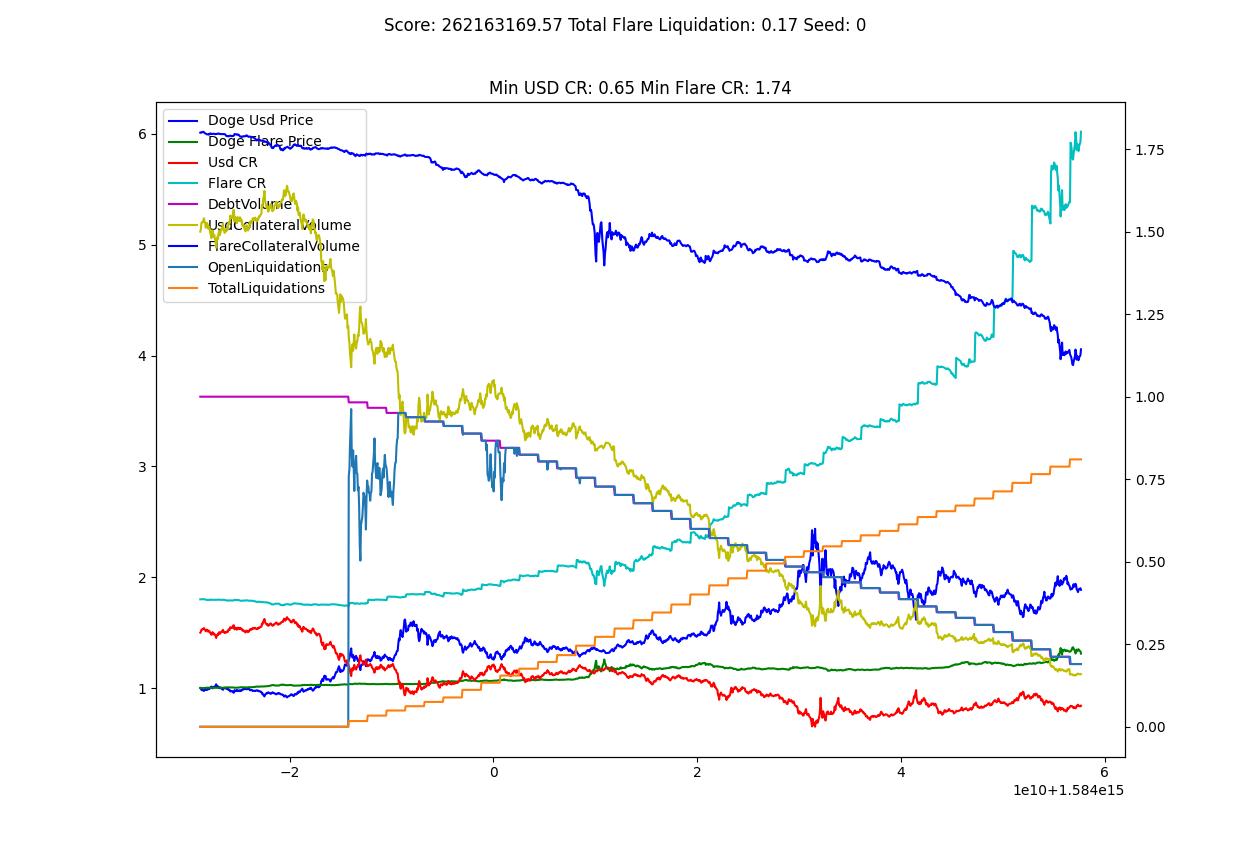 Score: 262163169.57 Total Flare Liquidation: 0.17 Seed: 0
Min USD CR: 0.65 Min Flare CR: 1.74
Doge Usd Price
Doge Flare Price
Usd CR
Flare CR
DebtVolume
UsdCollateralVolume
FlareCollateralVolume
OpenLiquidations
TotalLiquidations
6
5
4
3
2
1
1.75
1.50
1.25
1.00
0.75
0.50
0.25
0.00
−2 0 2 4 6
1e10+1.584e15